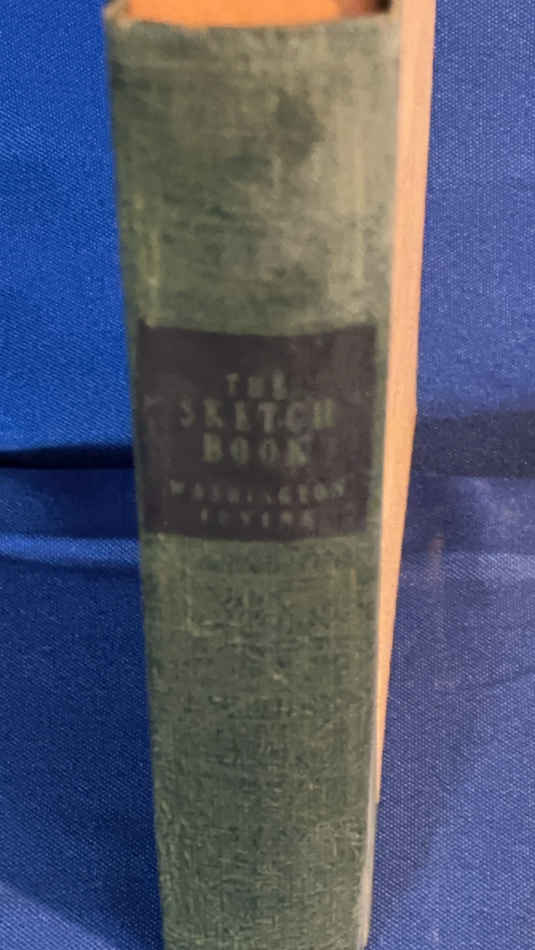 THE
SKETCH
BOOK
WASHINGTON
IRVING